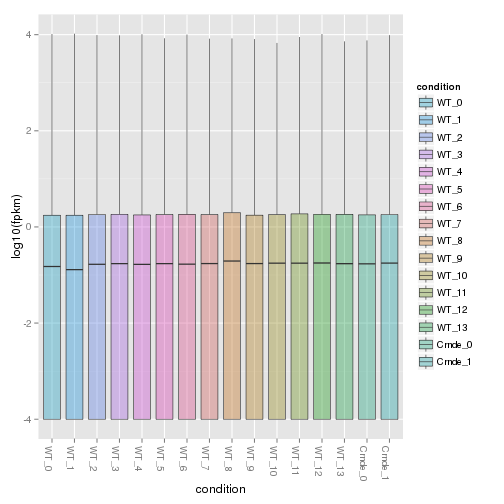 4
2
0
-2
-4
log10(fpkm)
WT_0
WT_1
WT_2
WT_3
WT_4
WT_5
WT_6
WT_7
WT_8
WT_9
WT_10
WT_11
WT_12
WT_13
Cmde_0
Cmde_1
condition
condition
WT_0
WT_1
WT_2
WT_3
WT_4
WT_5
WT_6
WT_7
WT_8
WT_9
WT_10
WT_11
WT_12
WT_13
Cmde_0
Cmde_1